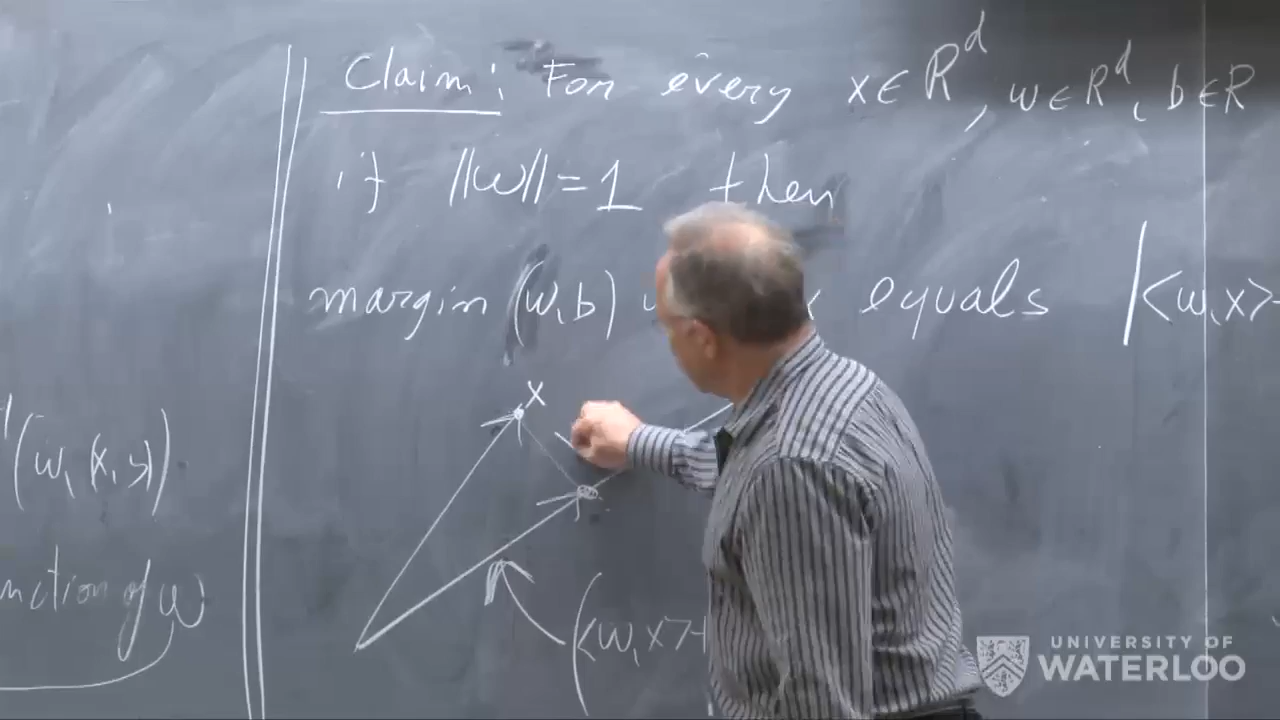 Claim: For every x∈R^d, w∈R^d, b∈R
if ||w||=1 then
margin (w,b) equals |<w,x>
(w,(x,y))
x
nction of w
(<w,x>+
UNIVERSITY OF
WATERLOO